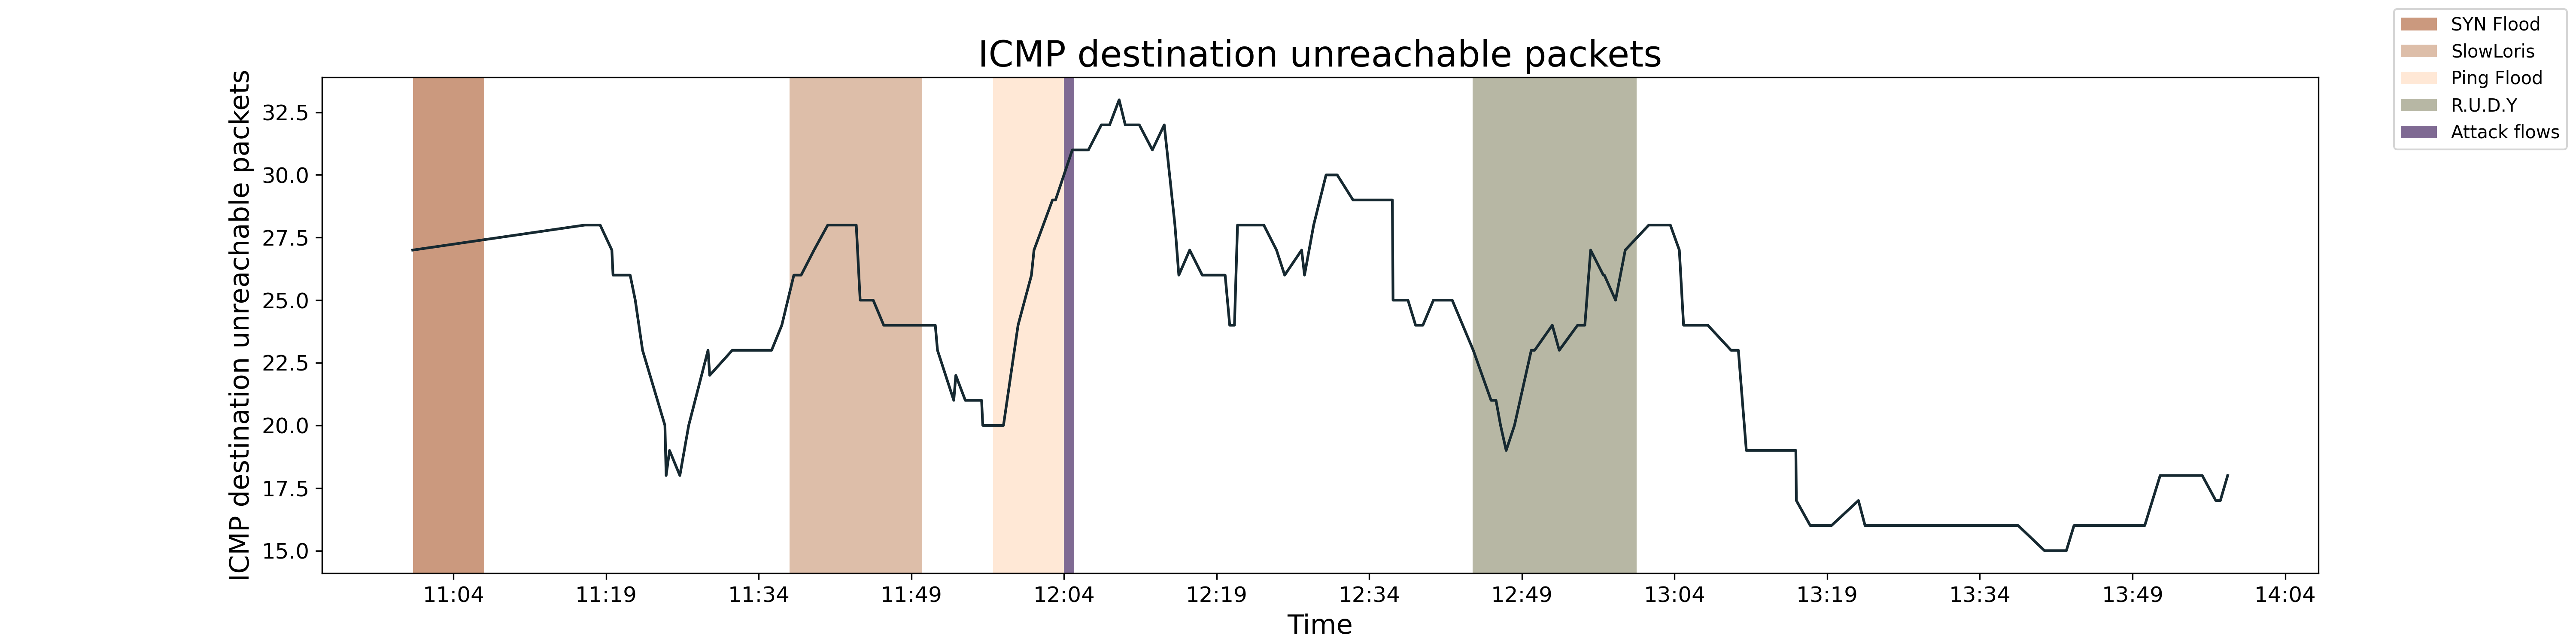 ICMP destination unreachable packets
SYN Flood
SlowLoris
Ping Flood
R.U.D.Y
Attack flows
ICMP destination unreachable packets
32.5
30.0
27.5
25.0
22.5
20.0
17.5
15.0
11:04 11:19 11:34 11:49 12:04 12:19 12:34 12:49 13:04 13:19 13:34 13:49 14:04
Time